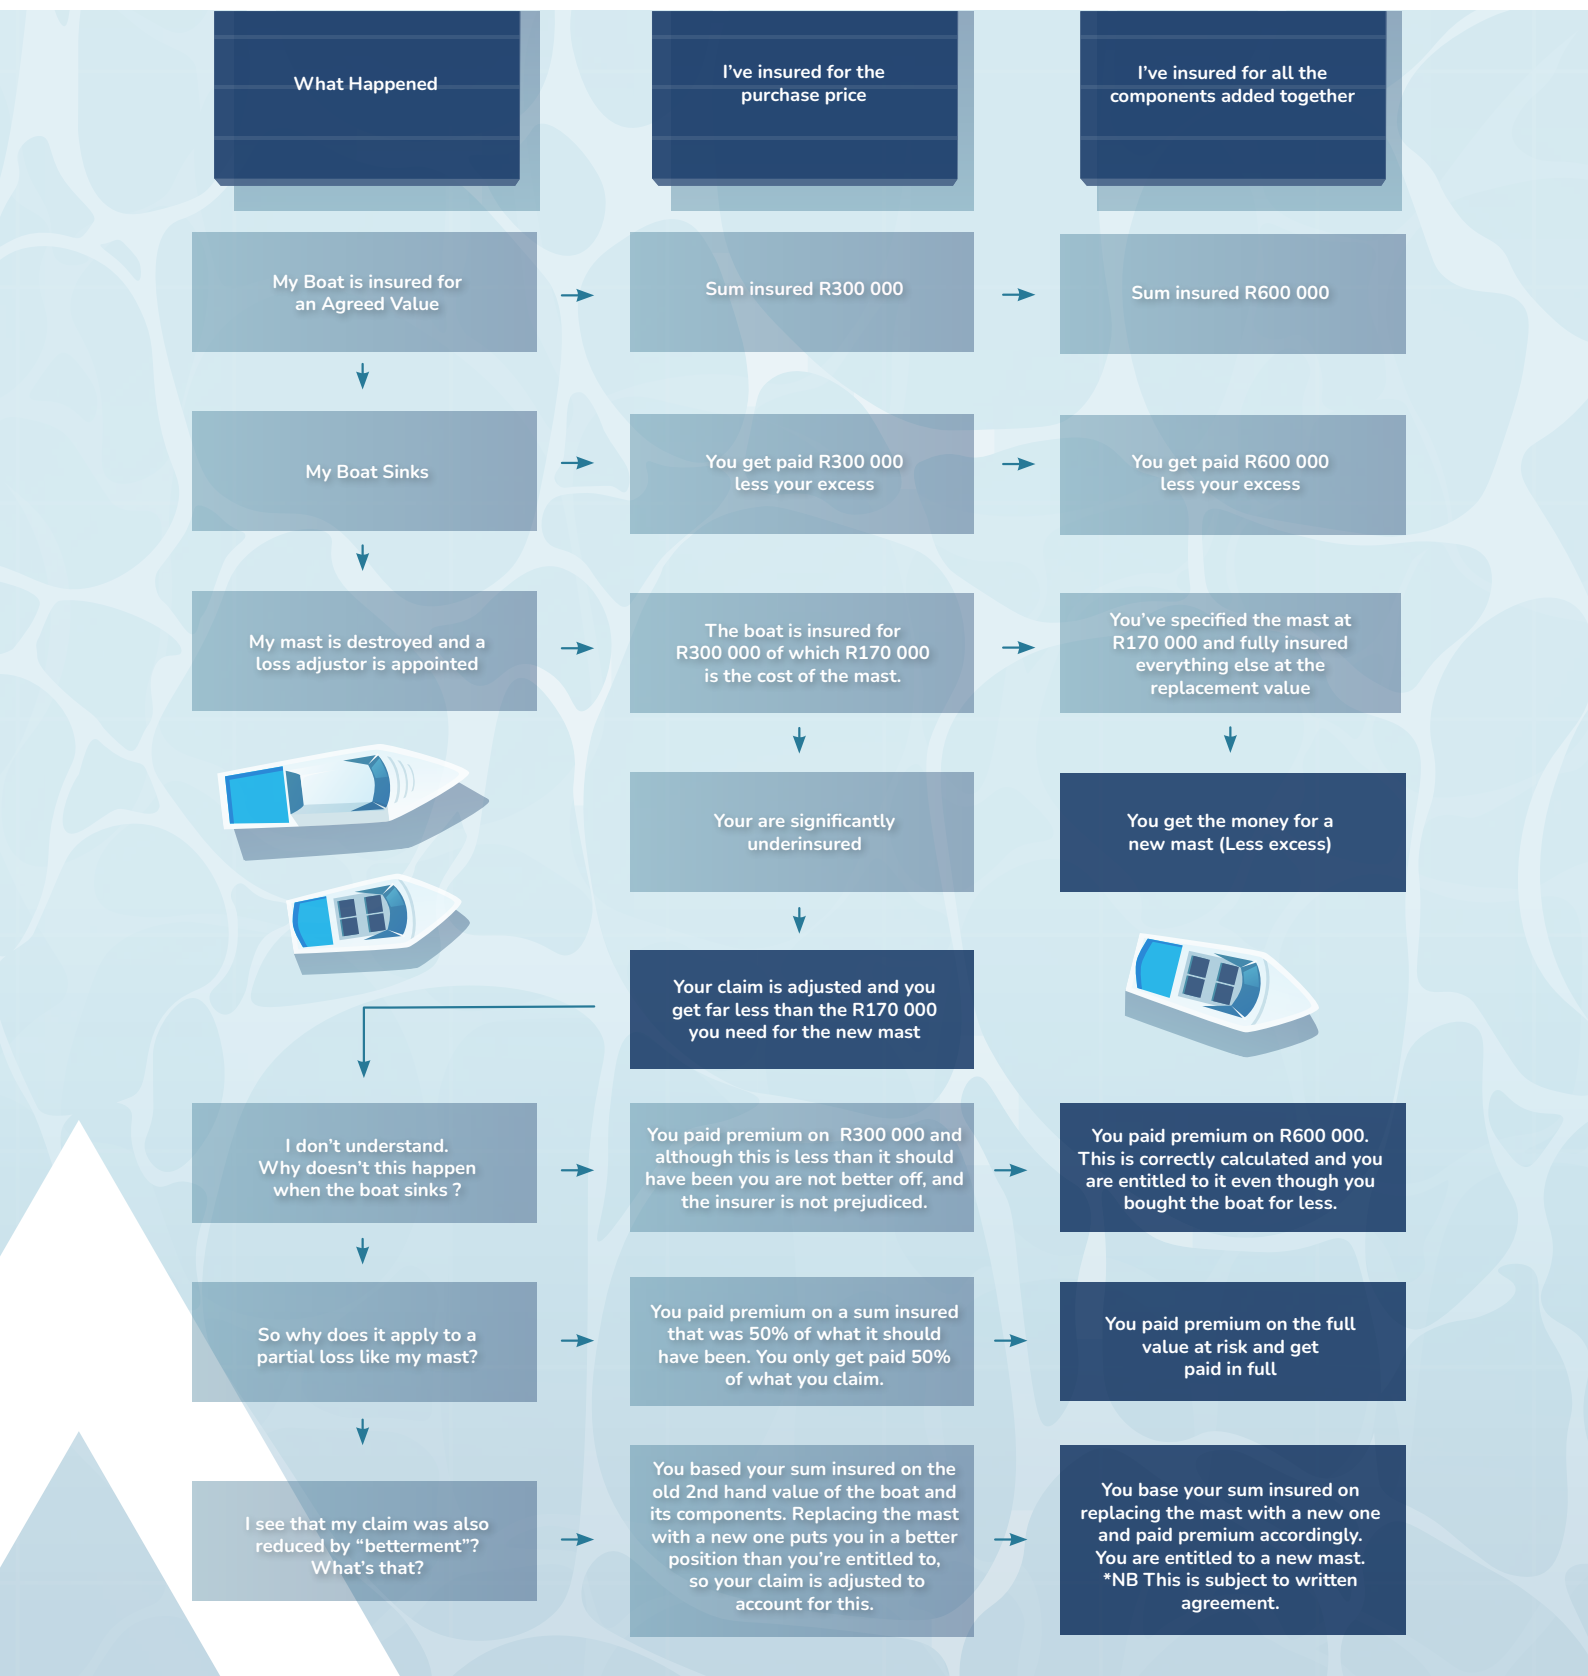 What Happened
I've insured for the
purchase price
I've insured for all the
components added together
My Boat is insured for
an Agreed Value
Sum insured R300 000
Sum insured R600 000
My Boat Sinks
You get paid R300 000
less your excess
You get paid R600 000
less your excess
My mast is destroyed and a
loss adjustor is appointed
The boat is insured for
R300 000 of which R170 000
is the cost of the mast.
You've specified the mast at
R170 000 and fully insured
everything else at the
replacement value
Your are significantly
underinsured
You get the money for a
new mast (Less excess)
Your claim is adjusted and you
get far less than the R170 000
you need for the new mast
I don't understand.
Why doesn't this happen
when the boat sinks ?
You paid premium on  R300 000 and
although this is less than it should
have been you are not better off, and
the insurer is not prejudiced.
You paid premium on R600 000.
This is correctly calculated and you
are entitled to it even though you
bought the boat for less.
So why does it apply to a
partial loss like my mast?
You paid premium on a sum insured
that was 50% of what it should
have been. You only get paid 50%
of what you claim.
You paid premium on the full
value at risk and get
paid in full
I see that my claim was also
reduced by “betterment”?
What's that?
You based your sum insured on the
old 2nd hand value of the boat and
its components. Replacing the mast
with a new one puts you in a better
position than you're entitled to,
so your claim is adjusted to
account for this.
You base your sum insured on
replacing the mast with a new one
and paid premium accordingly.
You are entitled to a new mast.
*NB This is subject to written
agreement.